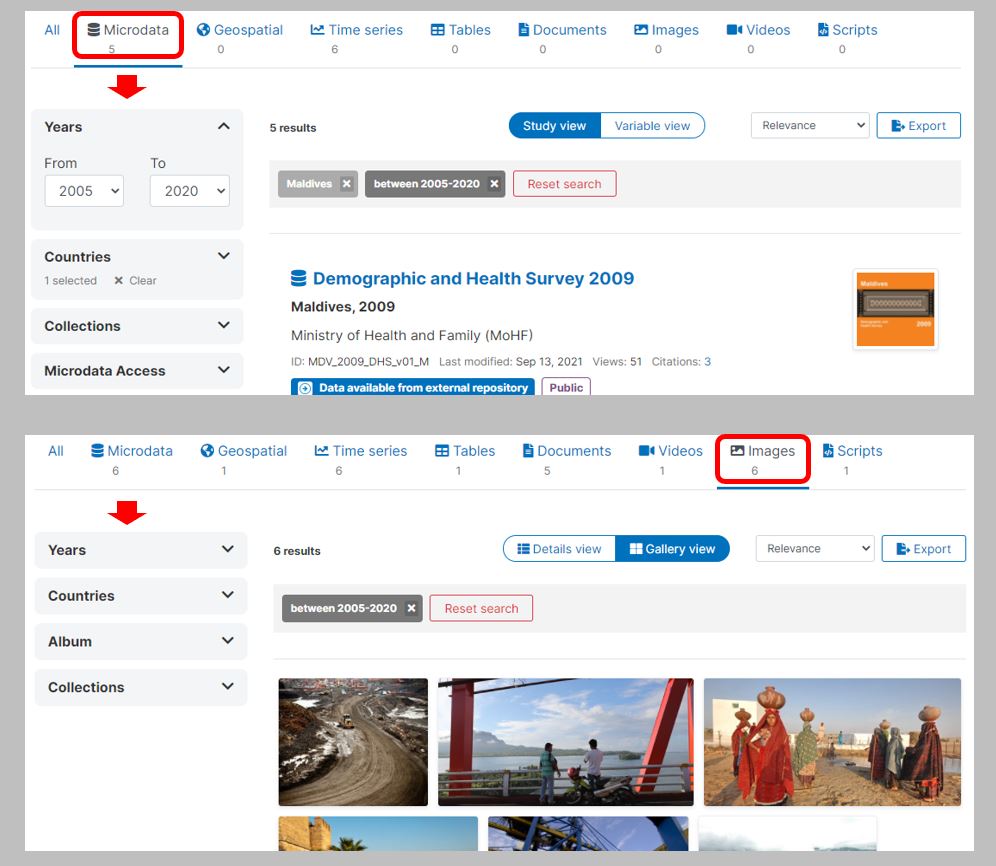 All Microdata Geospatial Time series Tables Documents Images Videos Scripts
5 0 6 0 0 0 0 0
Years
From To
2005 2020
Countries
1 selected × Clear
Collections
Microdata Access
5 results Study view Variable view Relevance Export
Maldives × between 2005-2020 × Reset search
Demographic and Health Survey 2009
Maldives, 2009
Ministry of Health and Family (MoHF)
ID: MDV_2009_DHS_v01_M Last modified: Sep 13, 2021 Views: 51 Citations: 3
Data available from external repository Public
Maldives
Demographic and
Health Survey 2009
All Microdata Geospatial Time series Tables Documents Videos Images Scripts
6 1 6 1 5 1 6 1
Years
Countries
Album
Collections
6 results Details view Gallery view Relevance Export
between 2005-2020 × Reset search